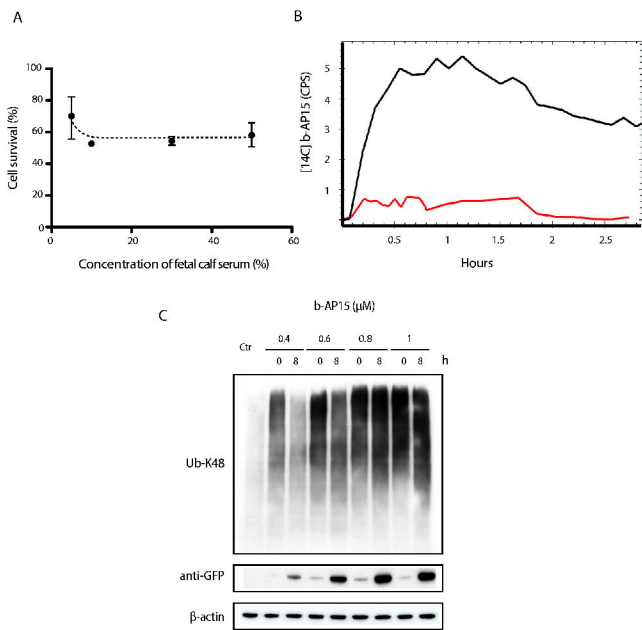 A
Cell survival (%)
100
80
60
40
20
0
0
20
40
60
Concentration of fetal calf serum (%)
B
[14C] b-AP15 (CPS)
5
4
3
2
1
0.5
1
1.5
2
2.5
Hours
C
b-AP15 (μM)
Ctr 0.4 0.6 0.8 1
0 8 0 8 0 8 0 8 h
Ub-K48
anti-GFP
β-actin